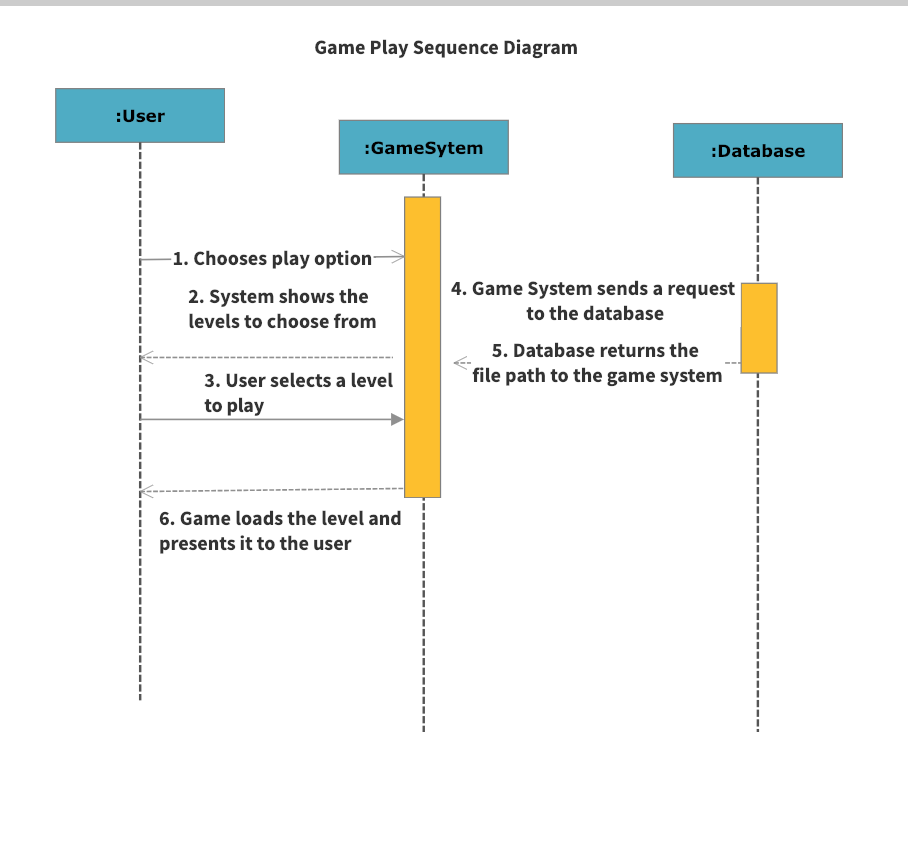 Game Play Sequence Diagram
:User
:GameSytem
:Database
1. Chooses play option
2. System shows the
levels to choose from
3. User selects a level
to play
4. Game System sends a request
to the database
5. Database returns the
file path to the game system
6. Game loads the level and
presents it to the user